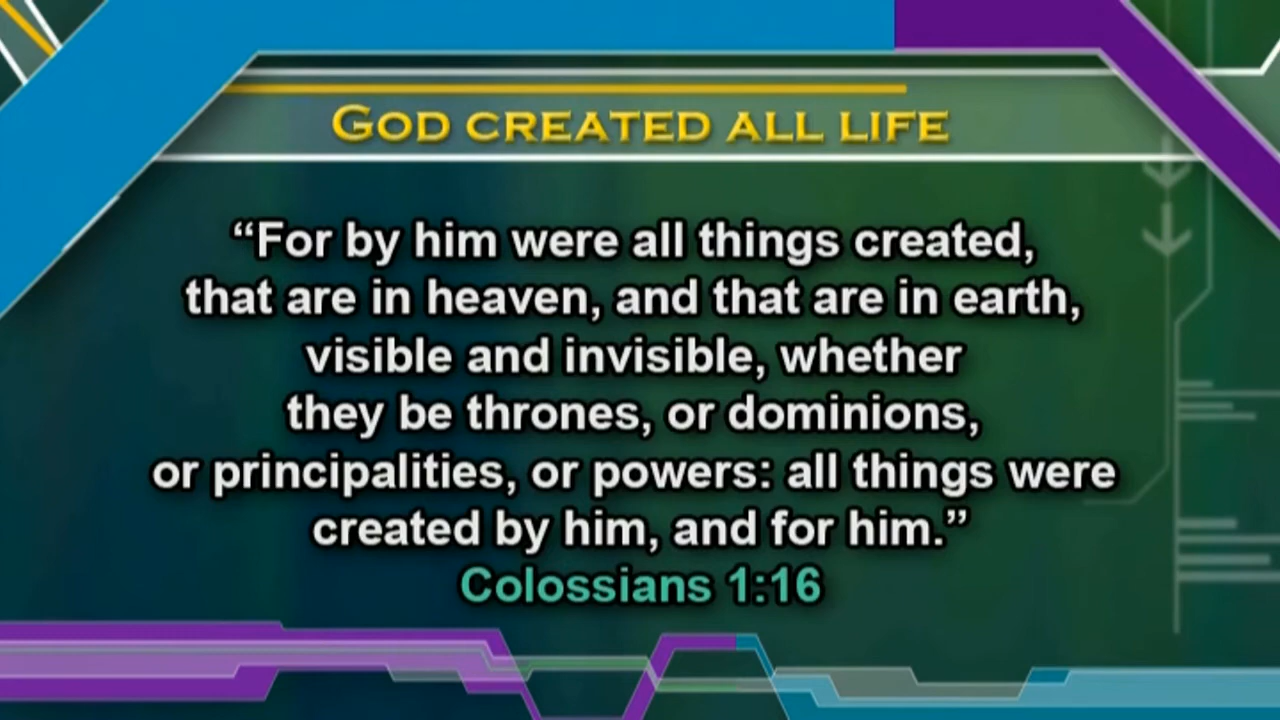 GOD CREATED ALL LIFE
“For by him were all things created,
that are in heaven, and that are in earth,
visible and invisible, whether
they be thrones, or dominions,
or principalities, or powers: all things were
created by him, and for him.”
Colossians 1:16